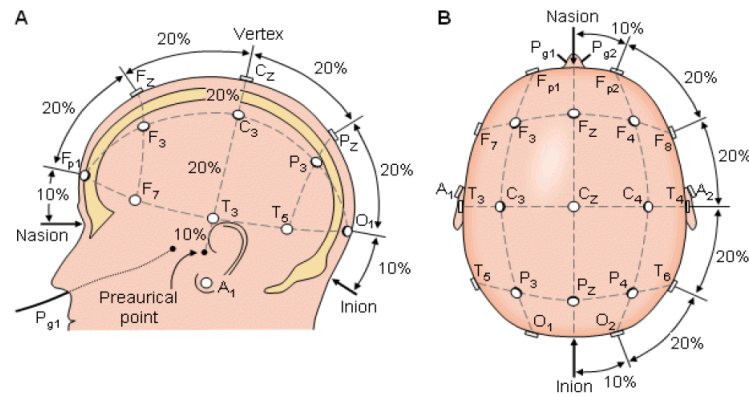 A
20%
Vertex
20%
Fz
Cz
20%
20%
20%
Fp1
F3
C3
Pz
20%
20%
P3
10%
F7
T3
T5
O1
Nasion
10%
10%
A1
Preaurical
point
Inion
Pg1
B
Nasion
10%
Pg1
Pg2
20%
Fp1
Fp2
F7
F3
Fz
F4
F8
20%
A1
T3
C3
Cz
C4
T4
A2
20%
T5
P3
Pz
P4
T6
O1
O2
20%
Inion
10%